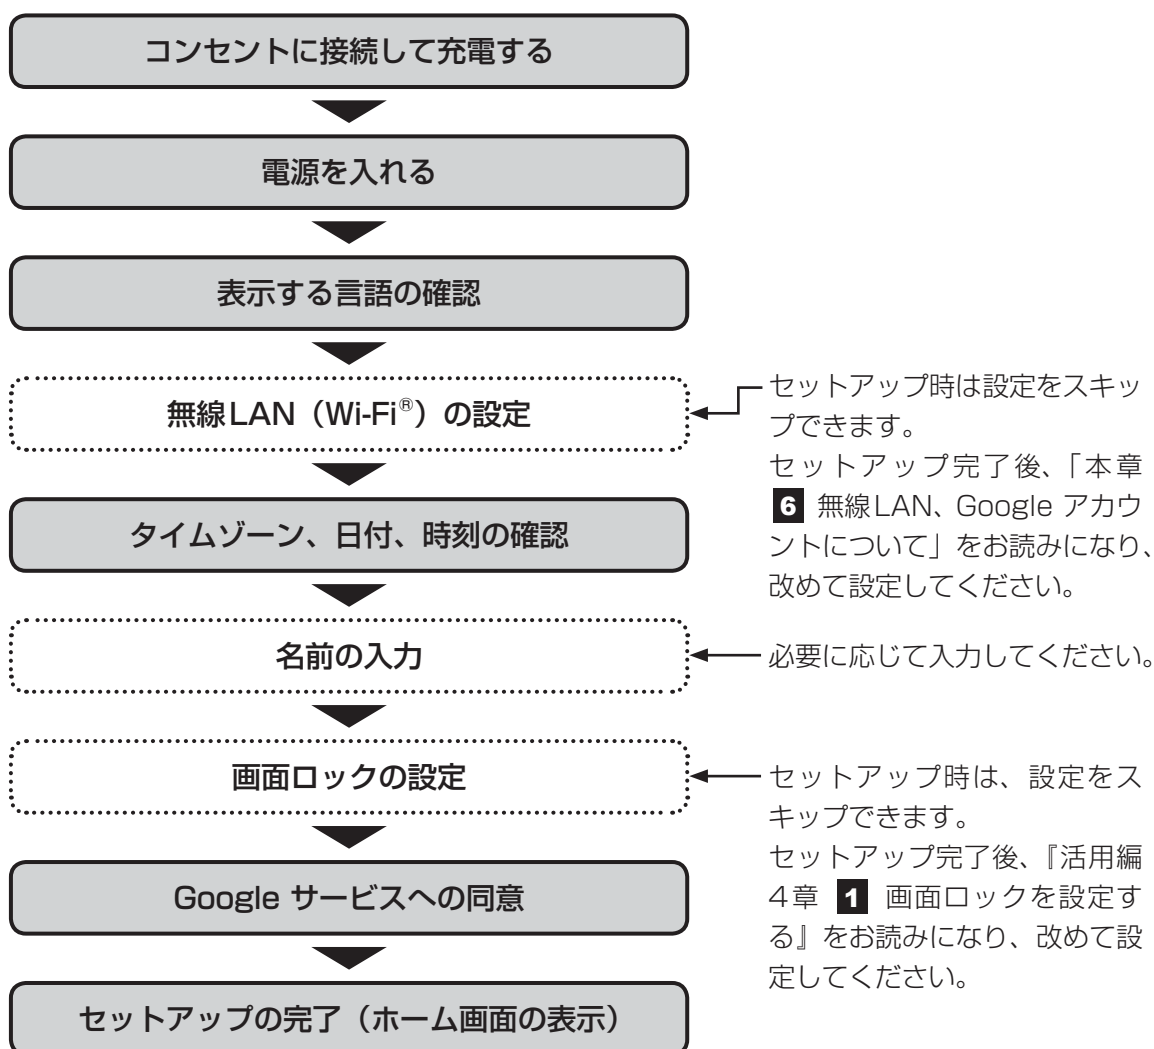 コンセントに接続して充電する
電源を入れる
表示する言語の確認
無線LAN（Wi-Fi®）の設定
セットアップ時は設定をスキッ
プできます。
セットアップ完了後、「本章
6 無線LAN、Google アカウ
ントについて」をお読みになり、
改めて設定してください。
タイムゾーン、日付、時刻の確認
名前の入力
必要に応じて入力してください。
画面ロックの設定
セットアップ時は、設定をス
キップできます。
セットアップ完了後、『活用編
4章 1 画面ロックを設定す
る』をお読みになり、改めて設
定してください。
Google サービスへの同意
セットアップの完了（ホーム画面の表示）